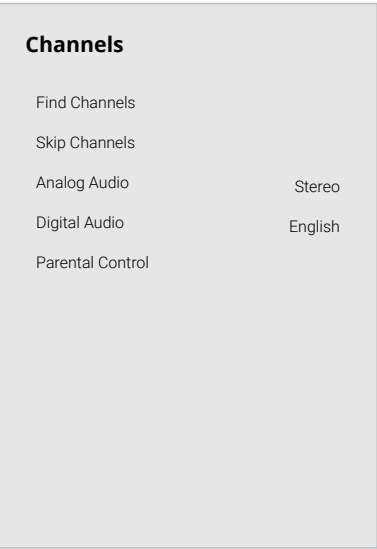 Channels
Find Channels
Skip Channels
Analog Audio Stereo
Digital Audio English
Parental Control